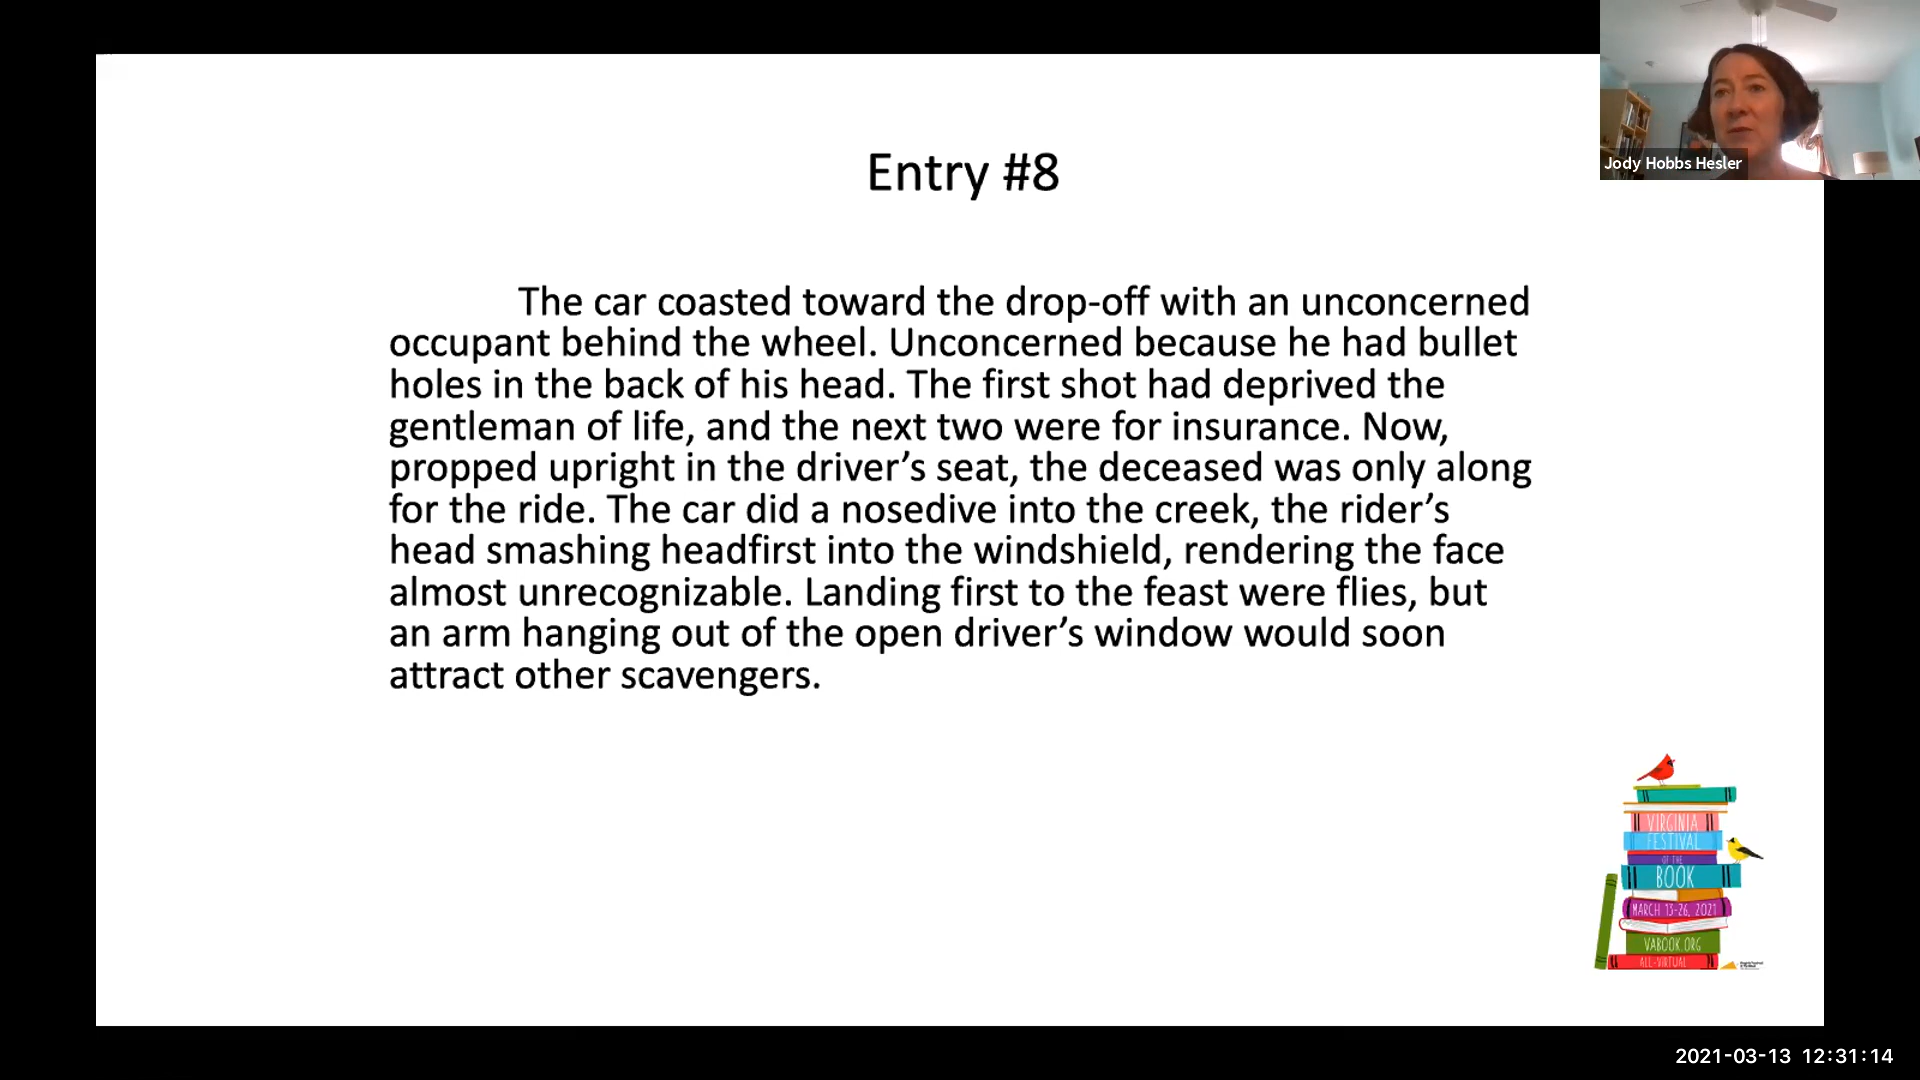 Jody Hobbs Hesler
Entry #8
The car coasted toward the drop-off with an unconcerned
occupant behind the wheel. Unconcerned because he had bullet
holes in the back of his head. The first shot had deprived the
gentleman of life, and the next two were for insurance. Now,
propped upright in the driver’s seat, the deceased was only along
for the ride. The car did a nosedive into the creek, the rider’s
head smashing headfirst into the windshield, rendering the face
almost unrecognizable. Landing first to the feast were flies, but
an arm hanging out of the open driver’s window would soon
attract other scavengers.
VIRGINIA
FESTIVAL
OF THE
BOOK
MARCH 13-26, 2021
VABOOK.ORG
ALL-VIRTUAL
2021-03-13 12:31:14